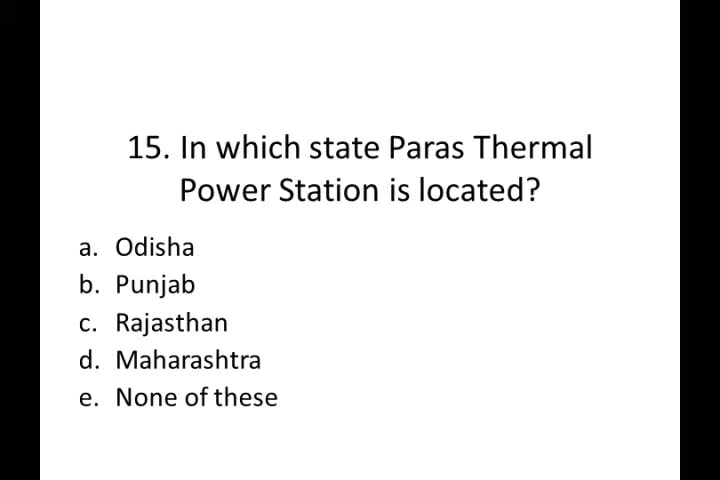 15. In which state Paras Thermal
Power Station is located?
a. Odisha
b. Punjab
c. Rajasthan
d. Maharashtra
e. None of these